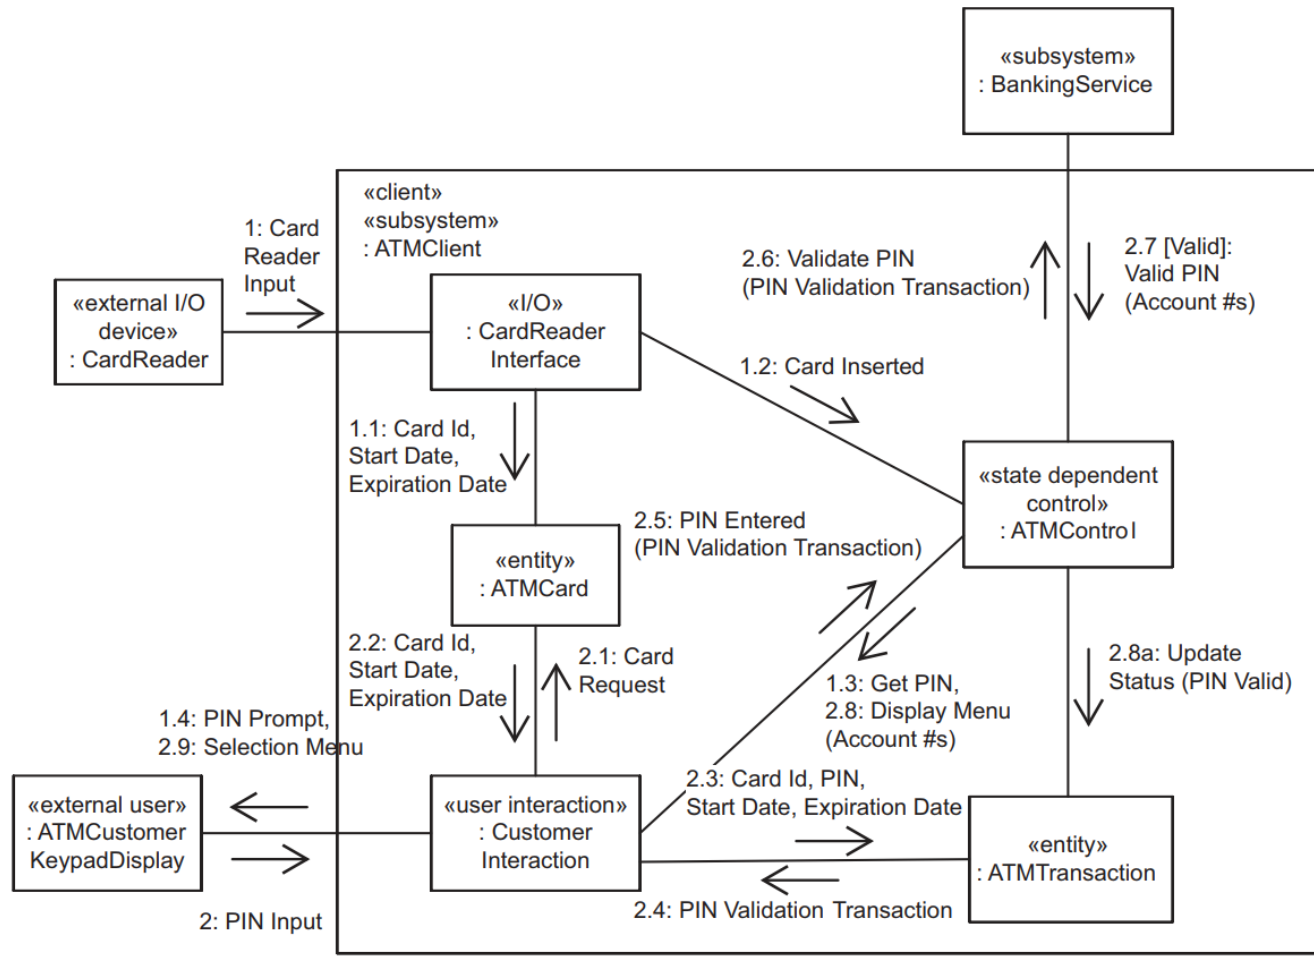 «subsystem»
: BankingService
«client»
«subsystem»
: ATMClient
1: Card
Reader
Input
«external I/O
device»
: CardReader
«I/O»
: CardReader
Interface
2.6: Validate PIN
(PIN Validation Transaction)
2.7 [Valid]:
Valid PIN
(Account #s)
1.2: Card Inserted
1.1: Card Id,
Start Date,
Expiration Date
«state dependent
control»
: ATMControl
2.5: PIN Entered
(PIN Validation Transaction)
«entity»
: ATMCard
2.2: Card Id,
Start Date,
Expiration Date
2.1: Card
Request
1.3: Get PIN,
2.8: Display Menu
(Account #s)
2.8a: Update
Status (PIN Valid)
1.4: PIN Prompt,
2.9: Selection Menu
2.3: Card Id, PIN,
Start Date, Expiration Date
«external user»
: ATMCustomer
KeypadDisplay
«user interaction»
: Customer
Interaction
«entity»
: ATMTransaction
2: PIN Input
2.4: PIN Validation Transaction